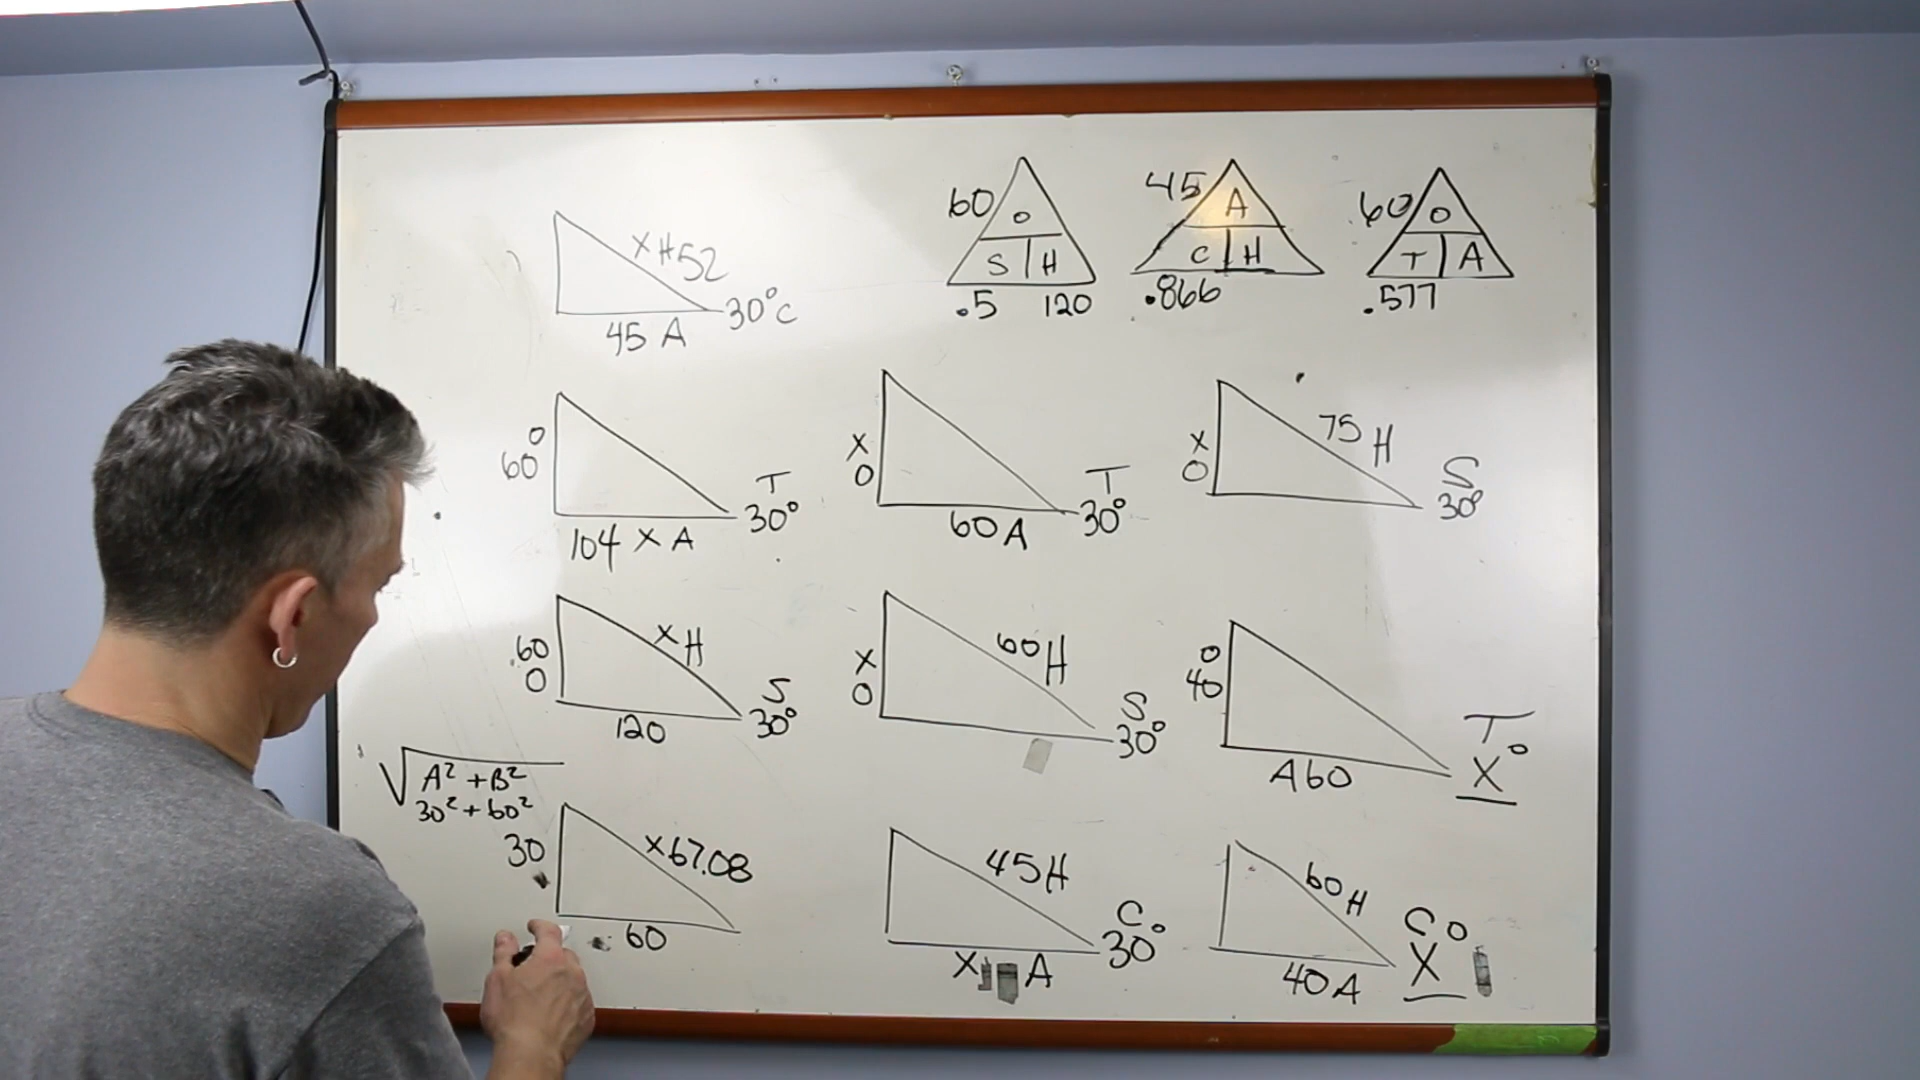 60
O
S H
.5 120
45
A
C H
.866
60
O
T A
.577
X H 52
30° C
45 A
O
60
T
30°
104 X A
X
O
T
30°
60 A
75 H
X
O
S
30°
60
O
X H
S
30°
120
X
O
60 H
S
30°
O
40
T
X°
A 60
√A² + B²
30² + 60²
30
X 67.08
60
45 H
C
30°
X A
60 H
C
X°
40 A